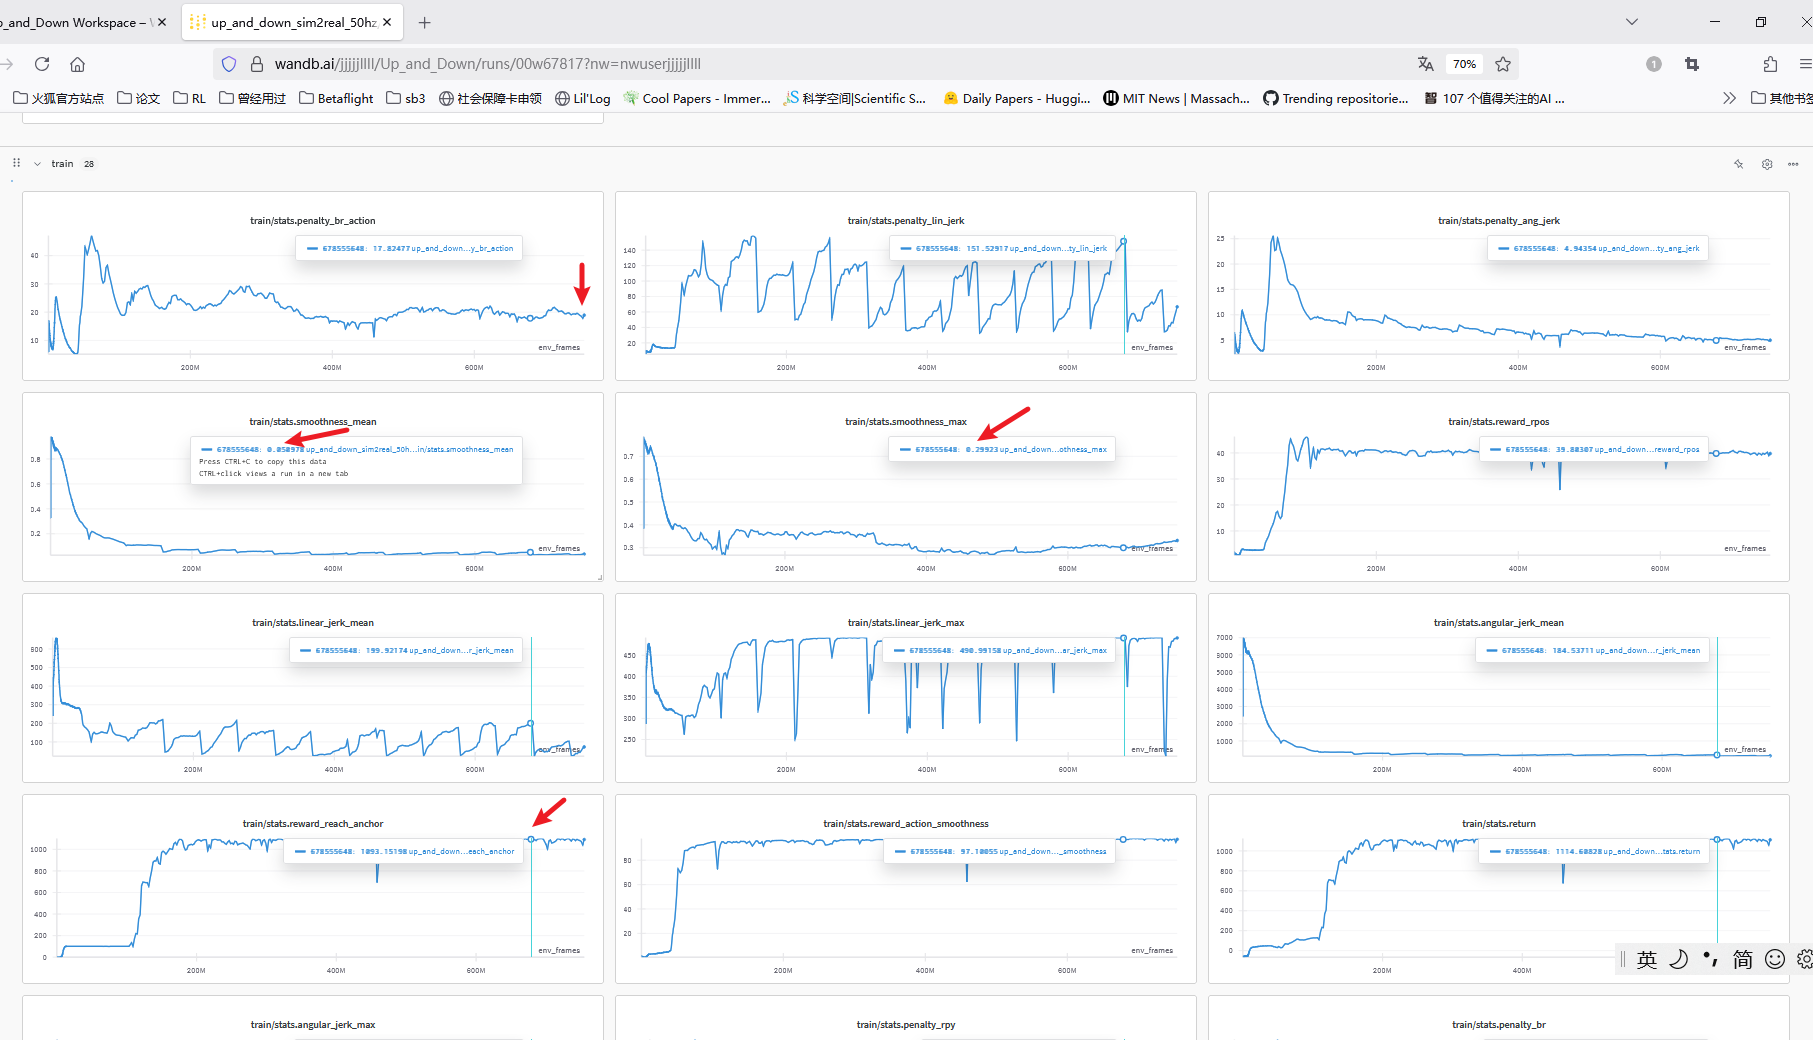 p_and_Down Workspace – \
up_and_down_sim2real_50hz
wandb.ai/jjjjjllll/Up_and_Down/runs/00w67817?nw=nwuserjjjjjllll
70%
1
火狐官方站点
论文
RL
曾经用过
Betaflight
sb3
社会保障卡申领
Lil'Log
Cool Papers - Immer...
科学空间|Scientific S...
Daily Papers - Huggi...
MIT News | Massach...
Trending repositorie...
107 个值得关注的AI ...
其他书签
train 28
train/stats.penalty_br_action
678555648: 17.82477 up_and_down...y_br_action
40
30
20
10
200M
400M
600M
env_frames
train/stats.penalty_lin_jerk
678555648: 151.52917 up_and_down...ty_lin_jerk
140
120
100
80
60
40
20
200M
400M
600M
env_frames
train/stats.penalty_ang_jerk
678555648: 4.94354 up_and_down...ty_ang_jerk
25
20
15
10
5
200M
400M
600M
env_frames
train/stats.smoothness_mean
678555648: up_and_down_sim2real_50h...in/stats.smoothness_mean
Press CTRL+C to copy this data
CTRL+click views a run in a new tab
0.8
0.6
0.4
0.2
200M
400M
600M
env_frames
train/stats.smoothness_max
678555648: 0.29923 up_and_down...othness_max
0.7
0.6
0.5
0.4
0.3
200M
400M
600M
env_frames
train/stats.reward_rpos
678555648: 39.88307 up_and_down...reward_rpos
40
30
20
10
200M
400M
600M
env_frames
train/stats.linear_jerk_mean
678555648: 199.92174 up_and_down...r_jerk_mean
600
500
400
300
200
100
200M
400M
600M
env_frames
train/stats.linear_jerk_max
678555648: 490.99158 up_and_down...ar_jerk_max
450
400
350
300
250
200M
400M
600M
env_frames
train/stats.angular_jerk_mean
678555648: 184.53711 up_and_down...r_jerk_mean
7000
6000
5000
4000
3000
2000
1000
200M
400M
600M
env_frames
train/stats.reward_reach_anchor
678555648: 1093.15198 up_and_down...each_anchor
1000
800
600
400
200
0
200M
400M
600M
env_frames
train/stats.reward_action_smoothness
678555648: 97.10055 up_and_down..._smoothness
80
60
40
20
200M
400M
600M
env_frames
train/stats.return
678555648: 1114.60828 up_and_down...tats.return
1000
800
600
400
200
0
200M
400M
英
简
train/stats.angular_jerk_max
train/stats.penalty_rpy
train/stats.penalty_br